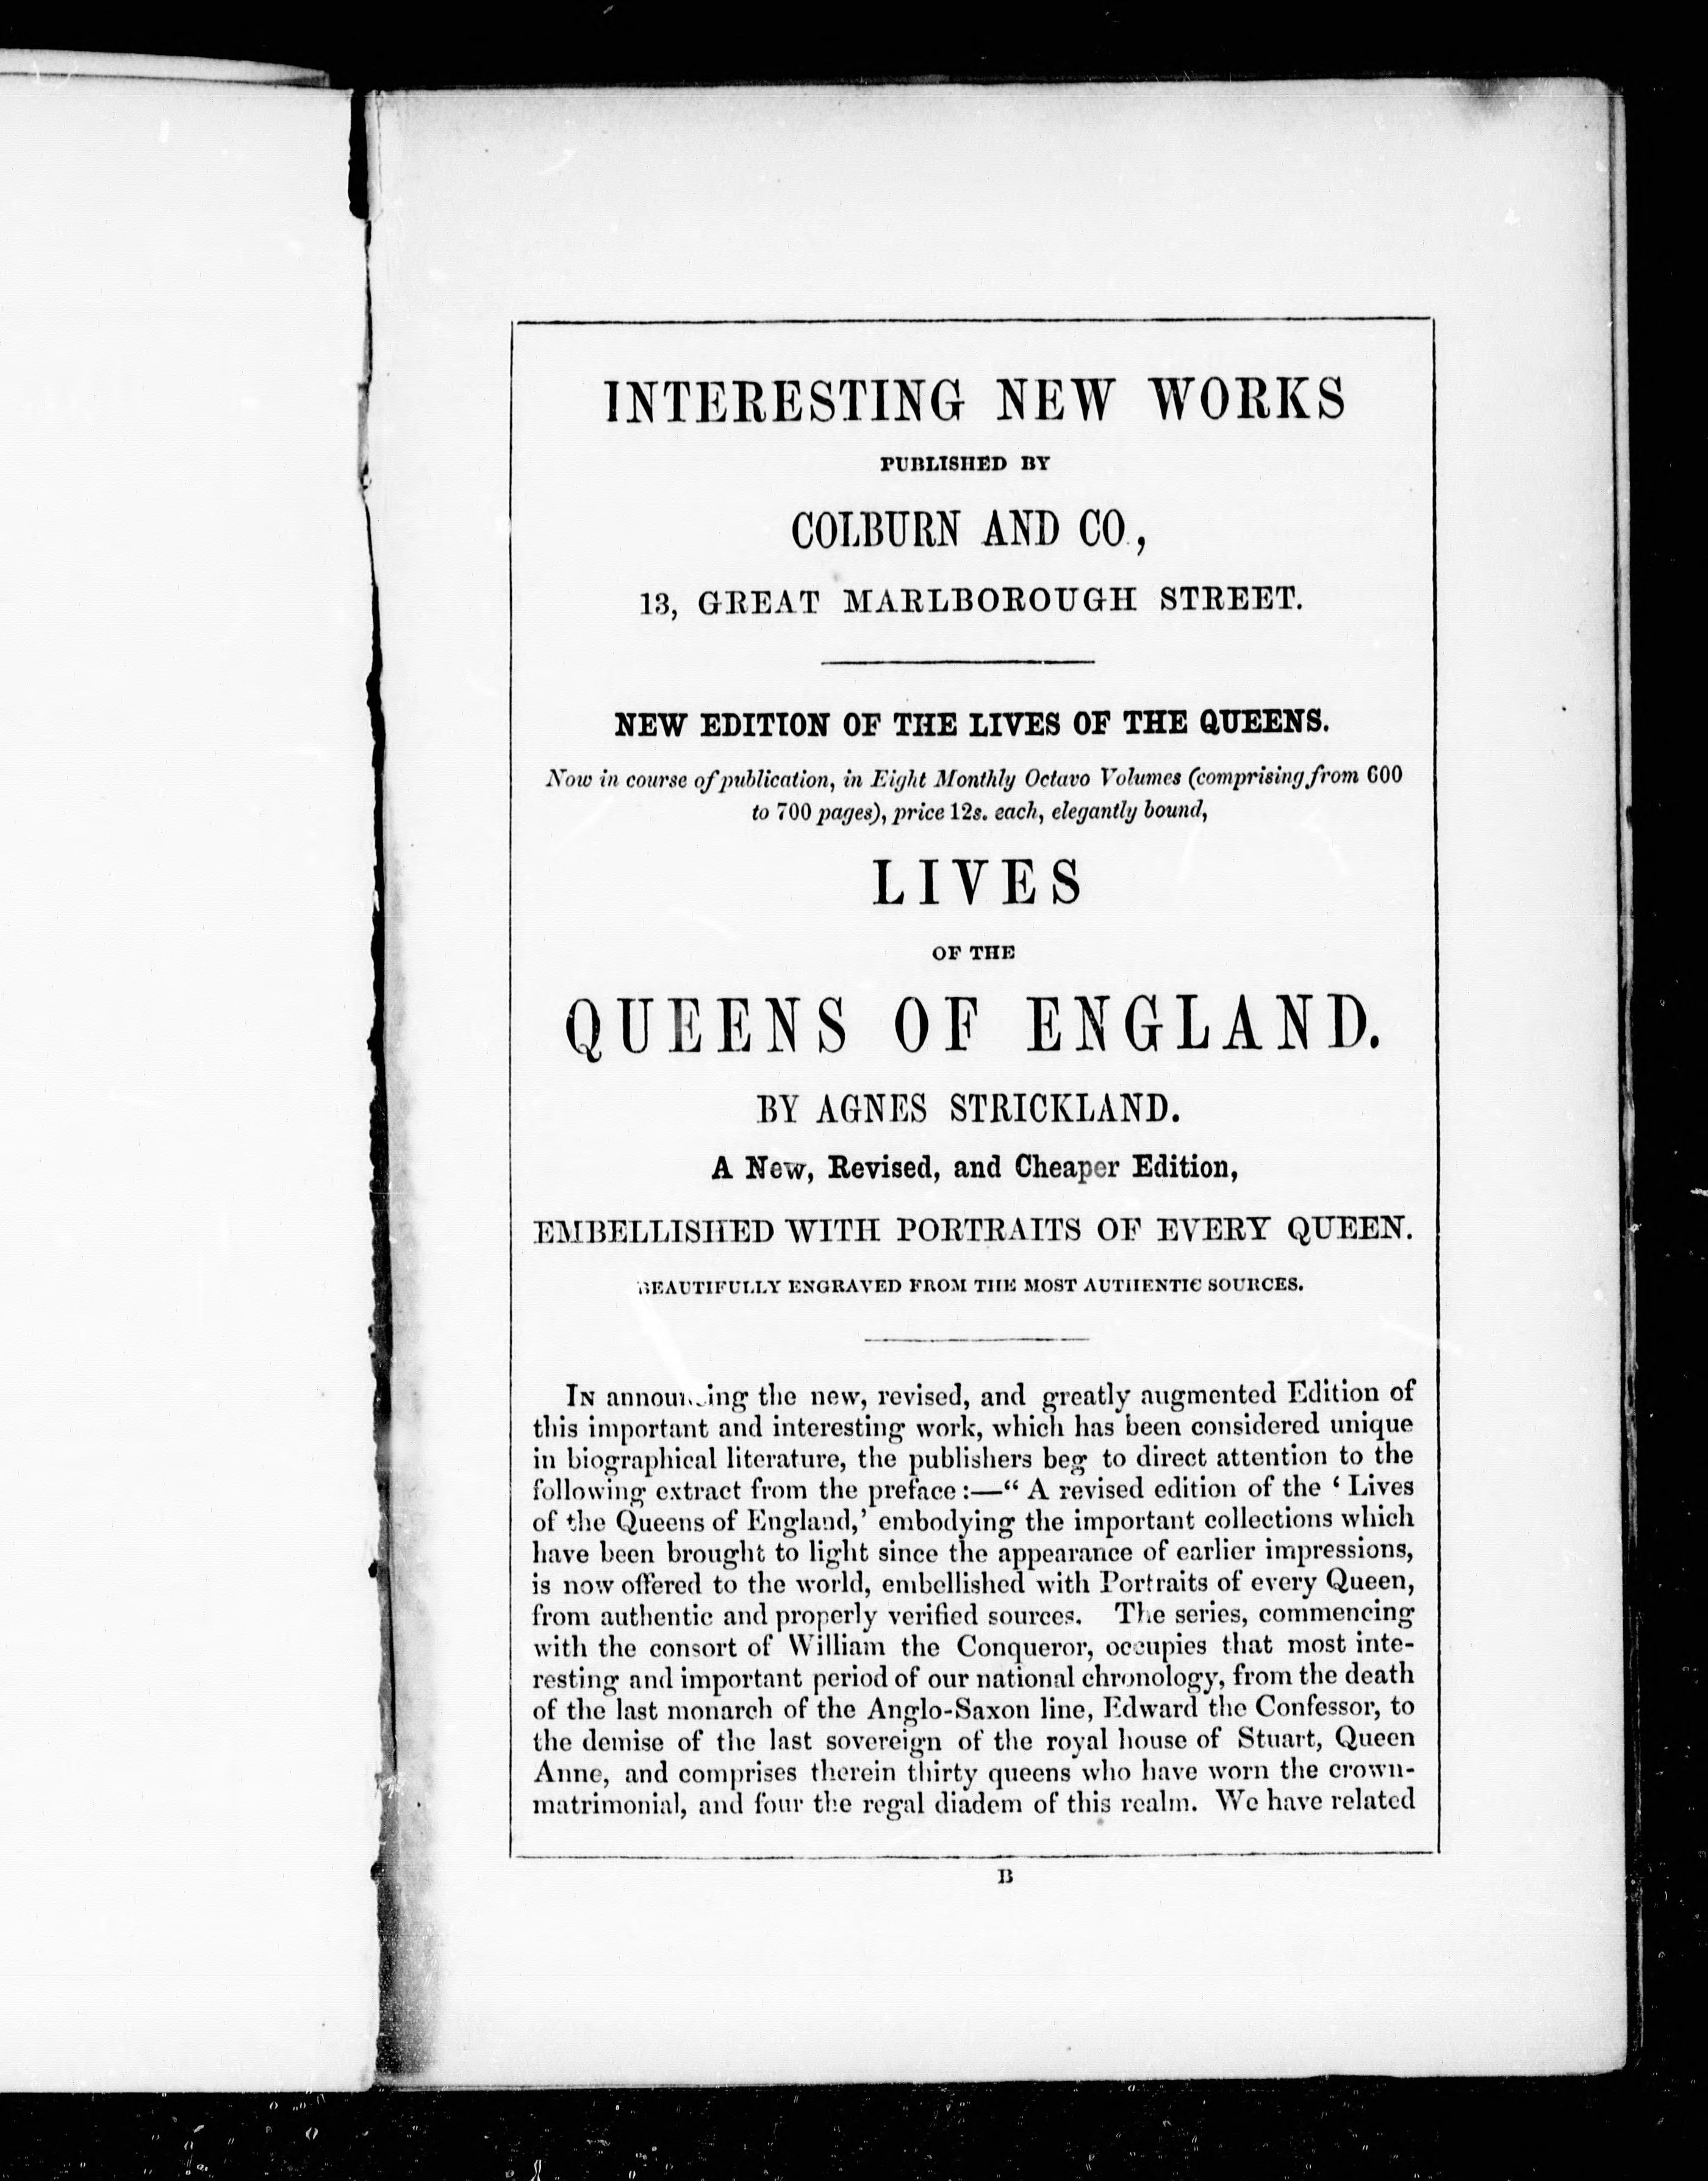 INTERESTING NEW WORKS
PUBLISHED BY
COLBURN AND CO.,
13, GREAT MARLBOROUGH STREET.
NEW EDITION OF THE LIVES OF THE QUEENS.
Now in course of publication, in Eight Monthly Octavo Volumes (comprising from 600
to 700 pages), price 12s. each, elegantly bound,
LIVES
OF THE
QUEENS OF ENGLAND.
BY AGNES STRICKLAND.
A New, Revised, and Cheaper Edition,
EMBELLISHED WITH PORTRAITS OF EVERY QUEEN.
BEAUTIFULLY ENGRAVED FROM THE MOST AUTHENTIC SOURCES.
IN announcing the new, revised, and greatly augmented Edition of
this important and interesting work, which has been considered unique
in biographical literature, the publishers beg to direct attention to the
following extract from the preface:—“A revised edition of the ‘Lives
of the Queens of England,’ embodying the important collections which
have been brought to light since the appearance of earlier impressions,
is now offered to the world, embellished with Portraits of every Queen,
from authentic and properly verified sources. The series, commencing
with the consort of William the Conqueror, occupies that most inte-
resting and important period of our national chronology, from the death
of the last monarch of the Anglo-Saxon line, Edward the Confessor, to
the demise of the last sovereign of the royal house of Stuart, Queen
Anne, and comprises therein thirty queens who have worn the crown-
matrimonial, and four the regal diadem of this realm. We have related
B